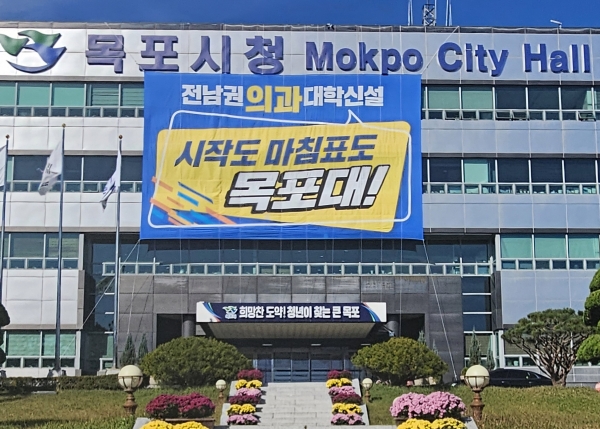 목포시청 Mokpo City Hall
전남권 의과대학신설
시작도 마침표도
목포대!
희망찬 도약! 청년이 찾는 큰 목포